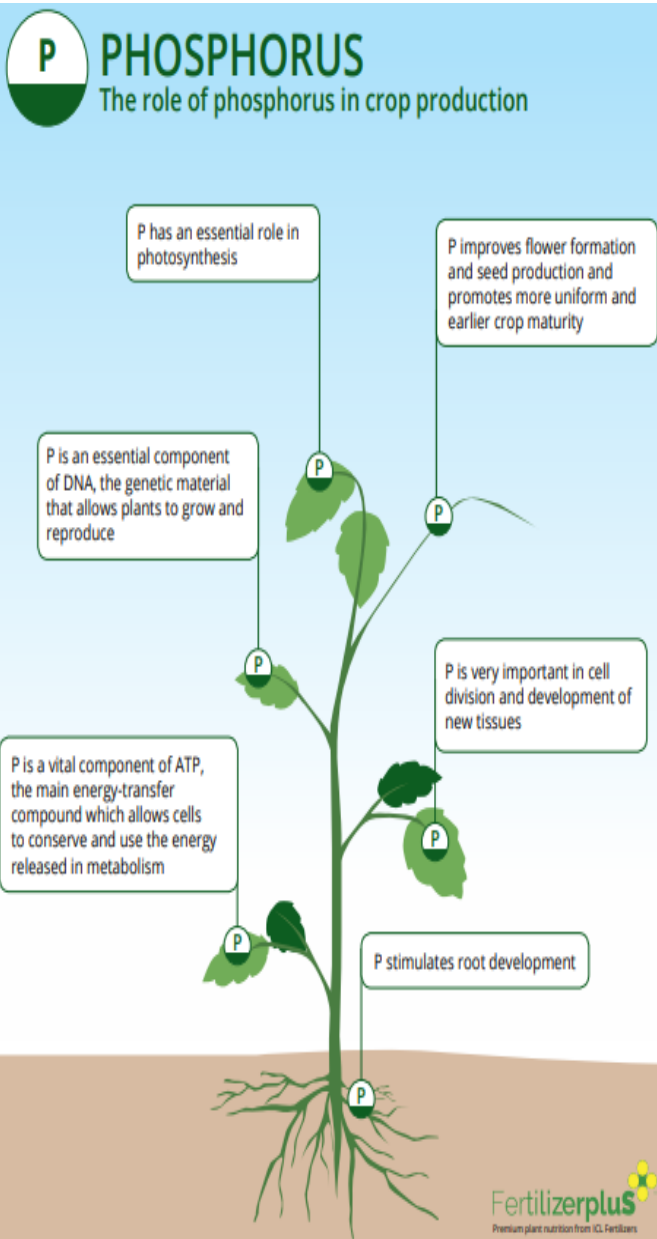 P
PHOSPHORUS
The role of phosphorus in crop production
P has an essential role in
photosynthesis
P improves flower formation
and seed production and
promotes more uniform and
earlier crop maturity
P
P is an essential component
of DNA, the genetic material
that allows plants to grow and
reproduce
P
P
P is very important in cell
division and development of
new tissues
P is a vital component of ATP,
the main energy-transfer
compound which allows cells
to conserve and use the energy
released in metabolism
P
P
P stimulates root development
P
FertilizerpluS
Premium plant nutrition from ICL Fertilizers